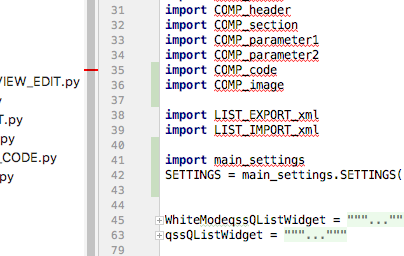 31 import COMP_header
32 import COMP_section
33 import COMP_parameter1
34 import COMP_parameter2
35 import COMP_code
36 import COMP_image
37
38 import LIST_EXPORT_xml
39 import LIST_IMPORT_xml
40
41 import main_settings
42 SETTINGS = main_settings.SETTINGS(
43
44
45 WhiteModeqssQListWidget = """..."""
63 qssQListWidget = """..."""
79
VIEW_EDIT.py
y
T.py
.py
_CODE.py
.py